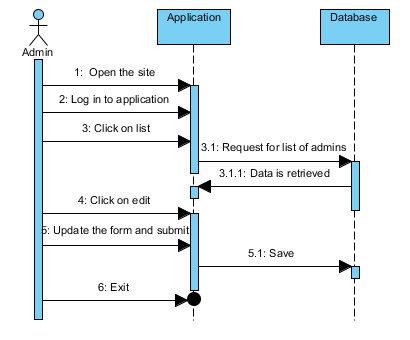 Application
Database
Admin
1: Open the site
2: Log in to application
3: Click on list
3.1: Request for list of admins
3.1.1: Data is retrieved
4: Click on edit
5: Update the form and submit
5.1: Save
6: Exit